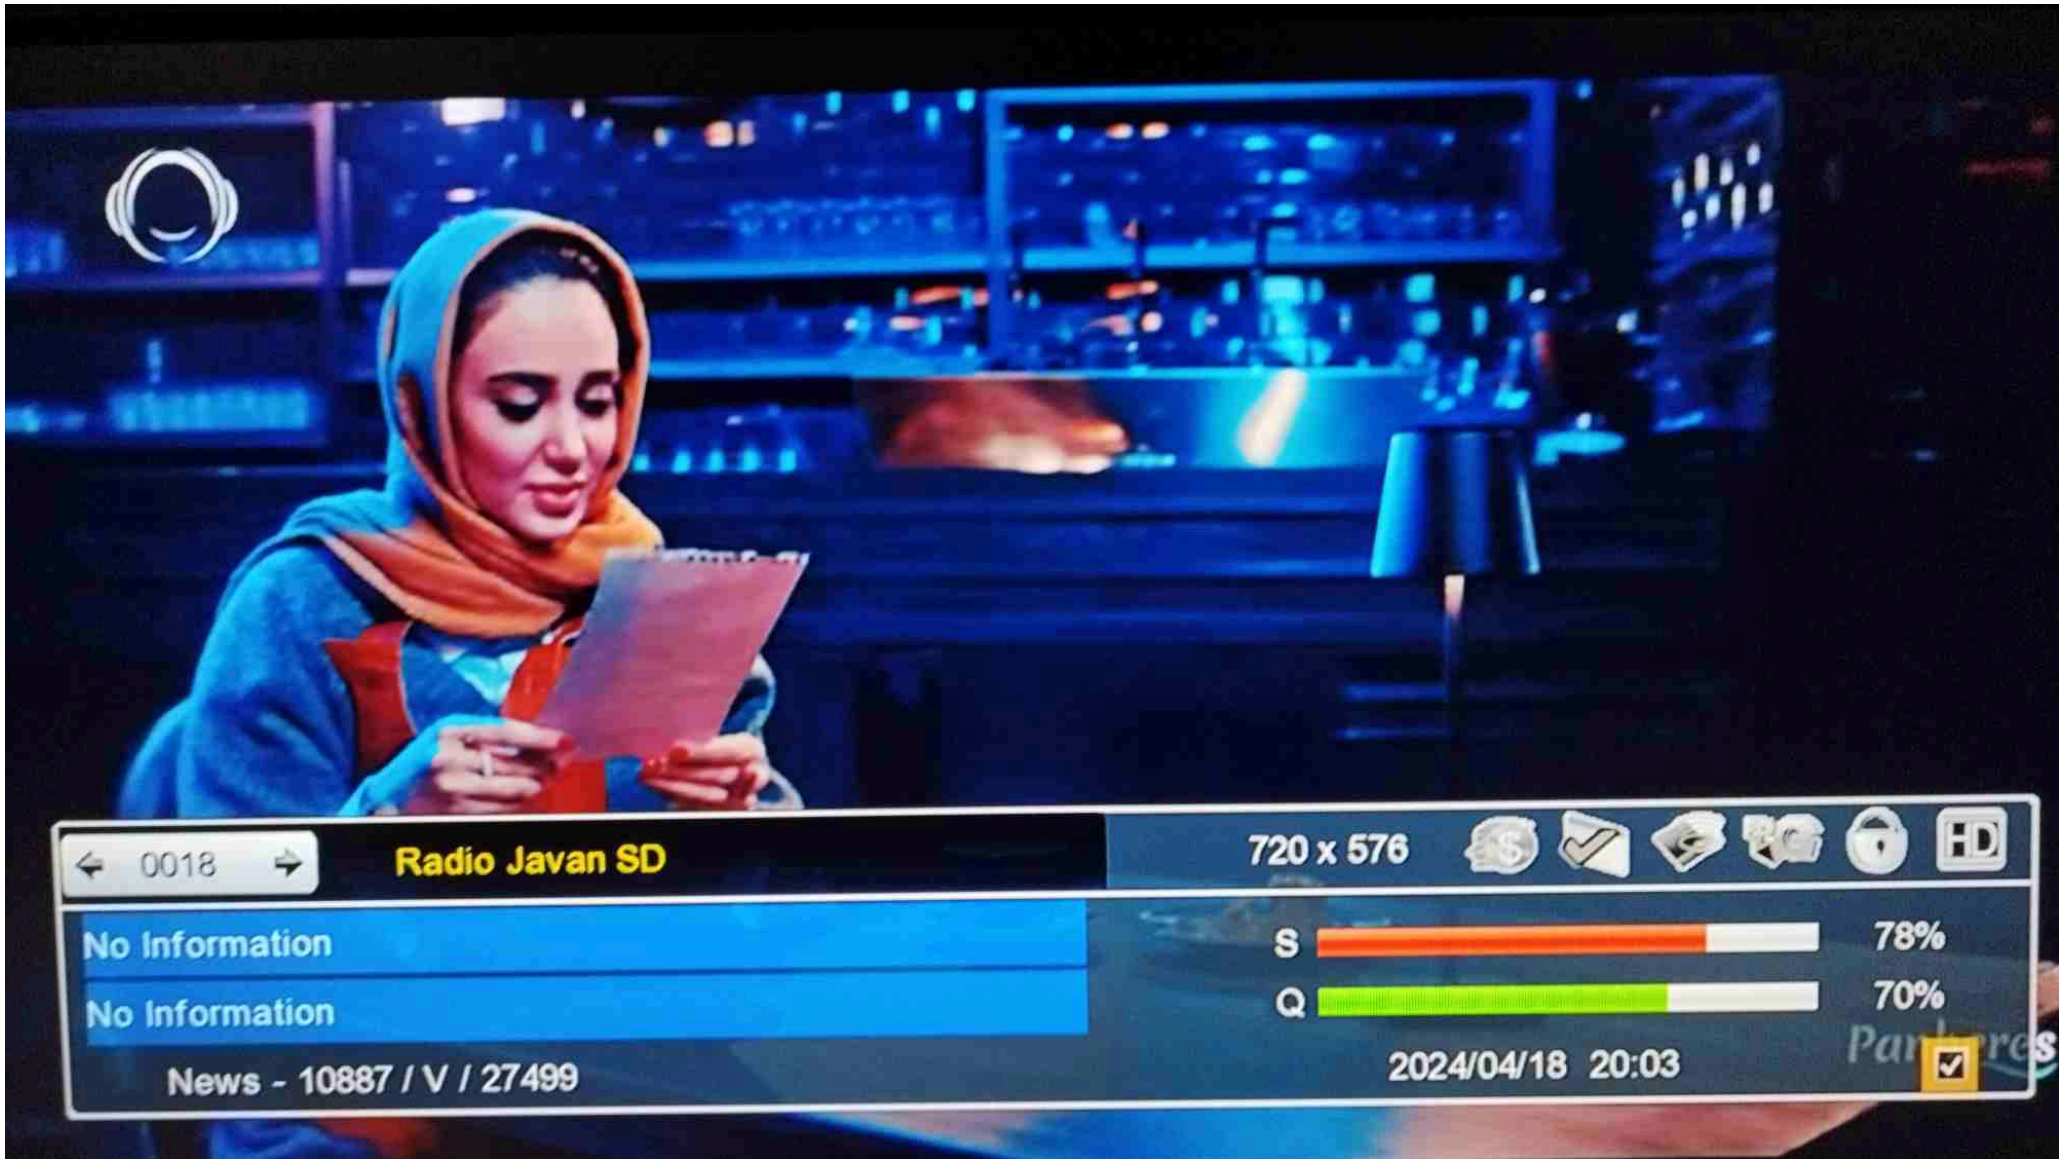 0018
Radio Javan SD
720 x 576
HD
No Information
No Information
S 78%
Q 70%
News - 10887 / V / 27499
2024/04/18 20:03